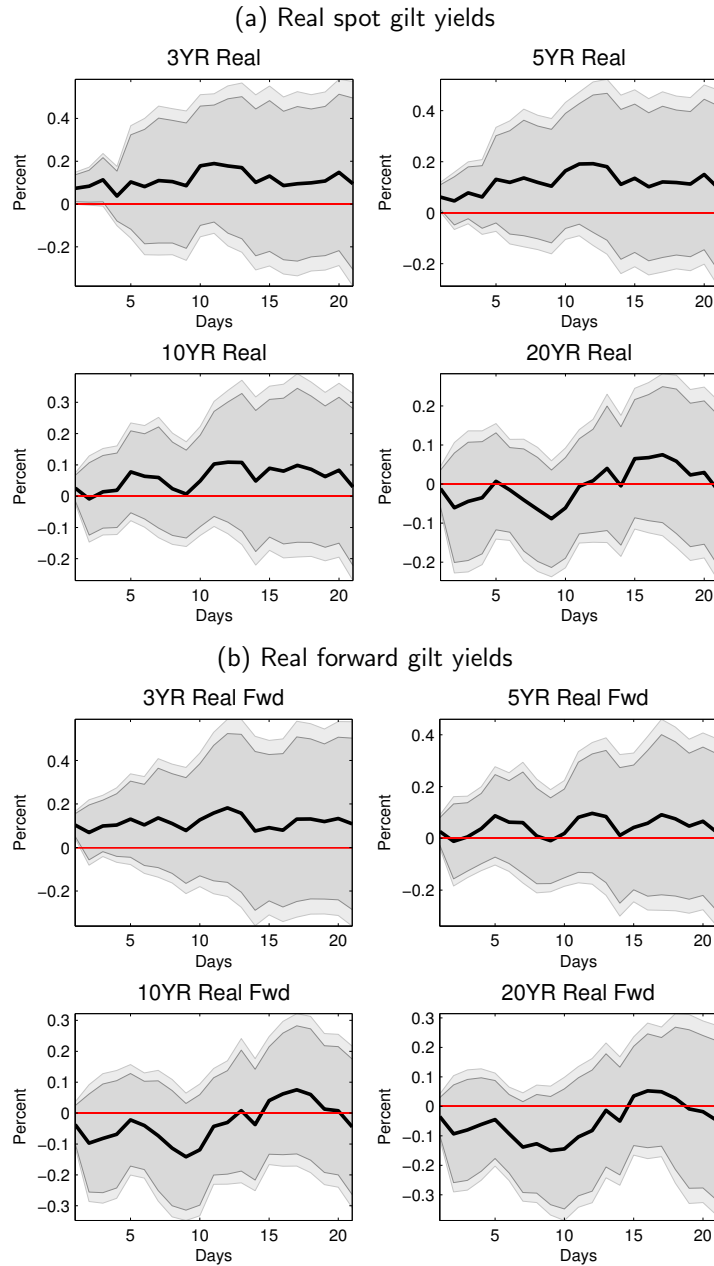 (a) Real spot gilt yields
3YR Real
5YR Real
Percent
0.4
0.2
0
−0.2
5
10
15
20
Days
Percent
0.4
0.2
0
−0.2
5
10
15
20
Days
10YR Real
20YR Real
Percent
0.3
0.2
0.1
0
−0.1
−0.2
5
10
15
20
Days
Percent
0.2
0.1
0
−0.1
−0.2
5
10
15
20
Days
(b) Real forward gilt yields
3YR Real Fwd
5YR Real Fwd
Percent
0.4
0.2
0
−0.2
5
10
15
20
Days
Percent
0.4
0.2
0
−0.2
5
10
15
20
Days
10YR Real Fwd
20YR Real Fwd
Percent
0.3
0.2
0.1
0
−0.1
−0.2
−0.3
5
10
15
20
Days
Percent
0.3
0.2
0.1
0
−0.1
−0.2
−0.3
5
10
15
20
Days